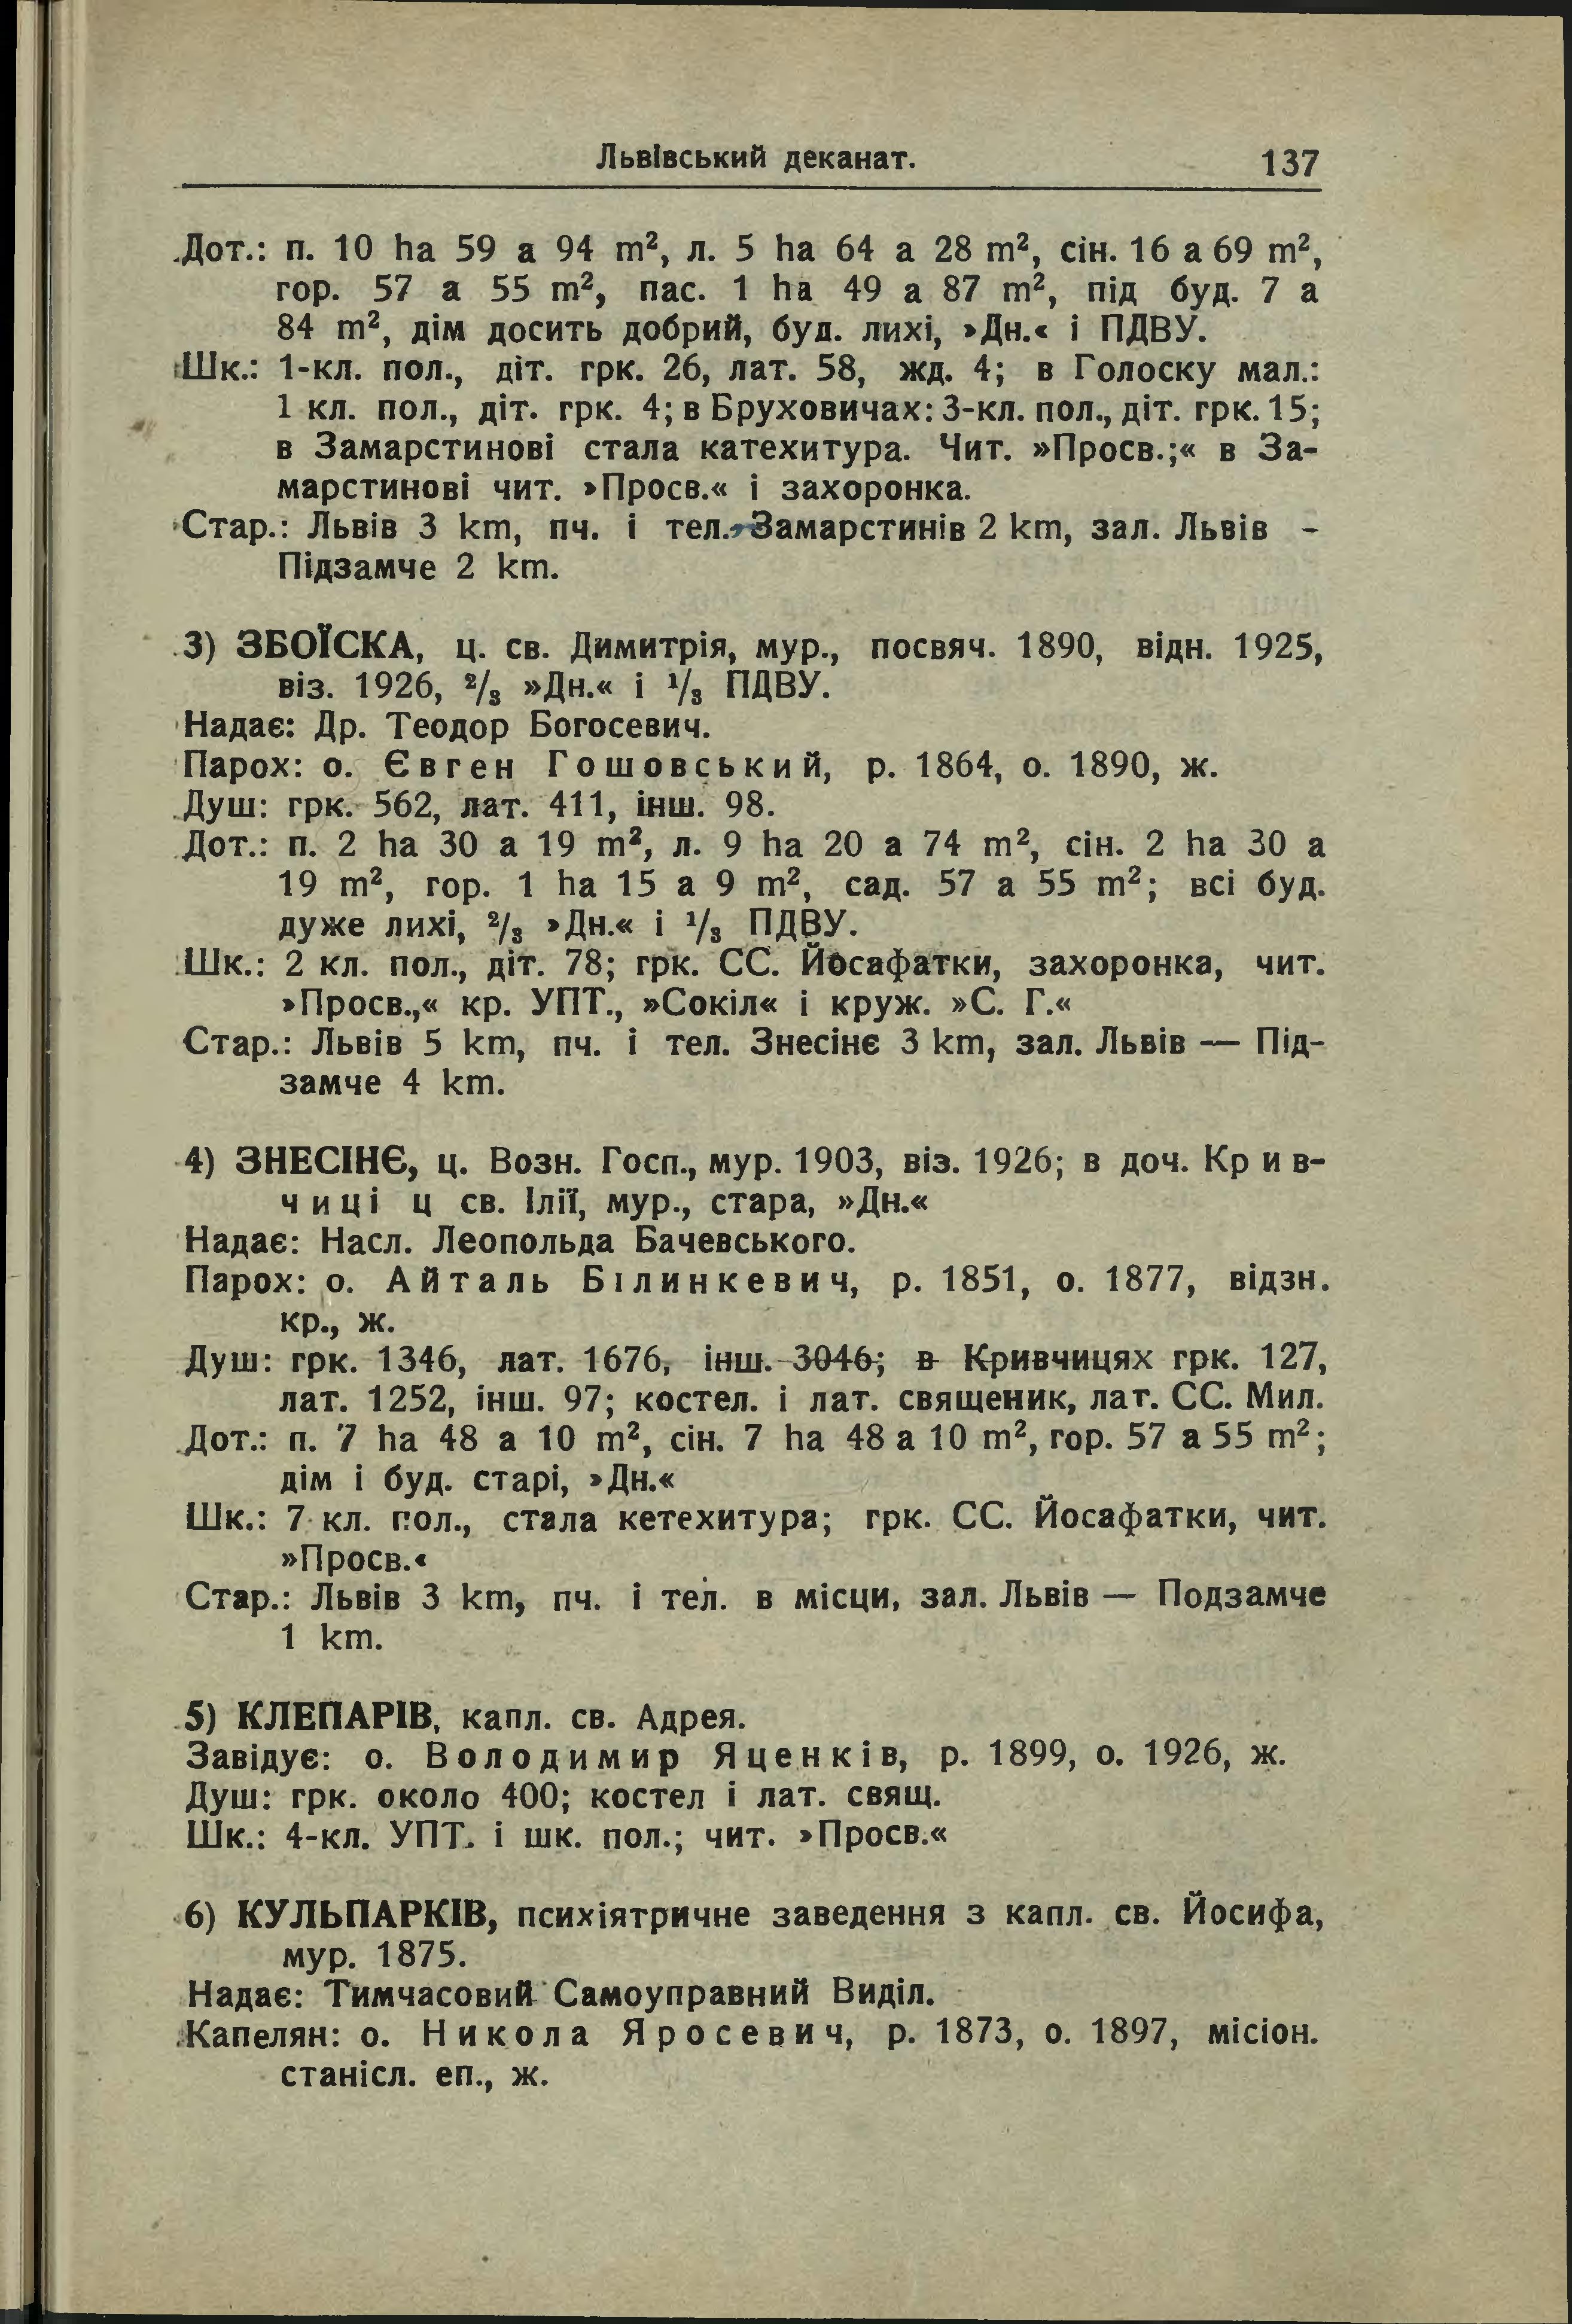 Львівський деканат. 137
Дот.: п. 10 ha 59 a 94 m², л. 5 ha 64 a 28 m², сін. 16 a 69 m²,
гор. 57 a 55 m², пас. 1 ha 49 a 87 m², під буд. 7 a
84 m², дім досить добрий, буд. лихі, »Дн.« і ПДВУ.
Шк.: 1-кл. пол., діт. грк. 26, лат. 58, жд. 4; в Голоску мал.:
1 кл. пол., діт. грк. 4; в Бруховичах: 3-кл. пол., діт. грк. 15;
в Замарстинові стала катехитура. Чит. »Просв.;« в За-
марстинові чит. »Просв.« і захоронка.
Стар.: Львів 3 km, пч. і тел., Замарстинів 2 km, зал. Львів -
Підзамче 2 km.
3) ЗБОЇСКА, ц. св. Димитрія, мур., посвяч. 1890, відн. 1925,
віз. 1926, ²/₃ »Дн.« і ¹/₃ ПДВУ.
Надає: Др. Теодор Богосевич.
Парох: о. Євген Гошовський, р. 1864, о. 1890, ж.
Душ: грк. 562, лат. 411, інш. 98.
Дот.: п. 2 ha 30 a 19 m², л. 9 ha 20 a 74 m², сін. 2 ha 30 a
19 m², гор. 1 ha 15 a 9 m², сад. 57 a 55 m²; всі буд.
дуже лихі, ²/₃ »Дн.« і ¹/₃ ПДВУ.
Шк.: 2 кл. пол., діт. 78; грк. СС. Йосафатки, захоронка, чит.
»Просв.,« кр. УПТ., »Сокіл« і круж. »С. Г.«
Стар.: Львів 5 km, пч. і тел. Знесінє 3 km, зал. Львів — Під-
замче 4 km.
4) ЗНЕСІНЄ, ц. Возн. Госп., мур. 1903, віз. 1926; в доч. Крив-
чиці ц св. Ілії, мур., стара, »Дн.«
Надає: Насл. Леопольда Бачевського.
Парох: о. Айталь Білинкевич, р. 1851, о. 1877, відзн.
кр., ж.
Душ: грк. 1346, лат. 1676, інш. 3046; в Кривчицях грк. 127,
лат. 1252, інш. 97; костел. і лат. священик, лат. СС. Мил.
Дот.: п. 7 ha 48 a 10 m², сін. 7 ha 48 a 10 m², гор. 57 a 55 m²;
дім і буд. старі, »Дн.«
Шк.: 7 кл. пол., стала кетехитура; грк. СС. Йосафатки, чит.
»Просв.«
Стар.: Львів 3 km, пч. і тел. в місци, зал. Львів — Подзамче
1 km.
5) КЛЕПАРІВ, капл. св. Адрея.
Завідує: о. Володимир Яценків, р. 1899, о. 1926, ж.
Душ: грк. около 400; костел і лат. свящ.
Шк.: 4-кл. УПТ. і шк. пол.; чит. »Просв.«
6) КУЛЬПАРКІВ, психіятричне заведення з капл. св. Йосифа,
мур. 1875.
Надає: Тимчасовий Самоуправний Виділ.
Капелян: о. Никола Яросевич, р. 1873, о. 1897, місіон.
станісл. еп., ж.